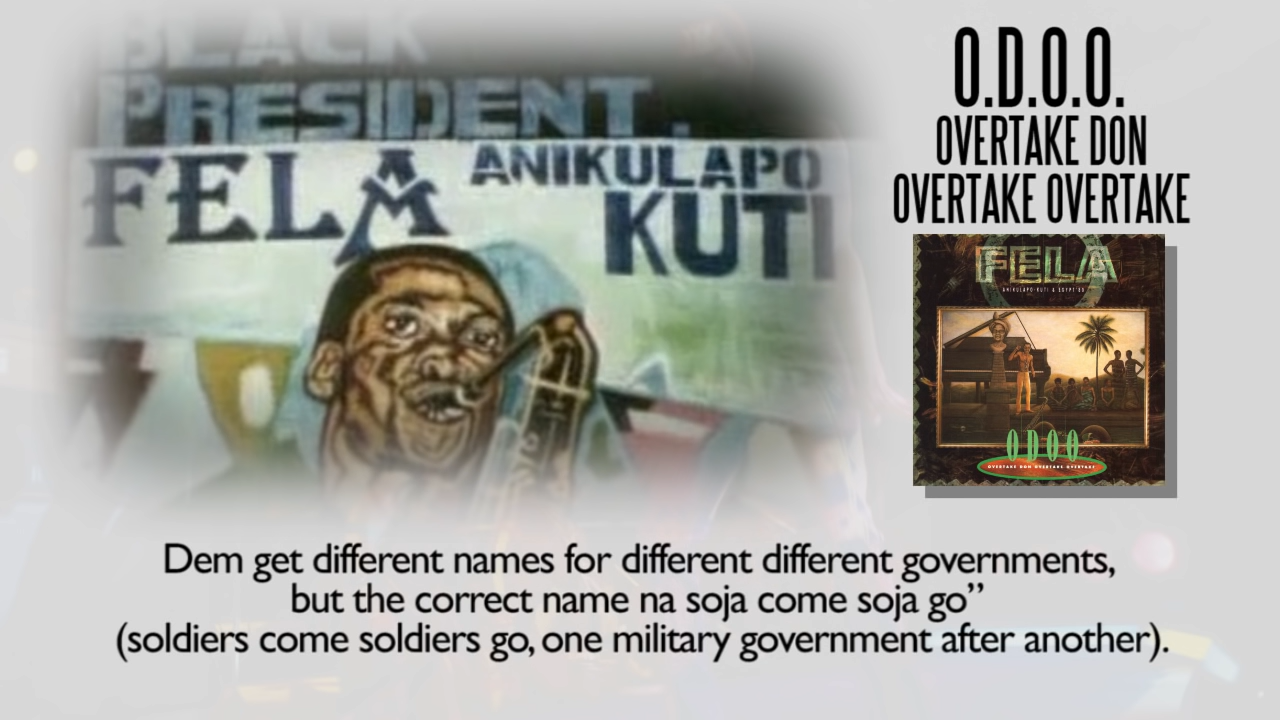 BLACK
PRESIDENT.
FELA ANIKULAPO
KUTI
O.D.O.O.
OVERTAKE DON
OVERTAKE OVERTAKE
FELA
ANIKULAPO-KUTI & EGYPT 80
ODOO
OVERTAKE DON OVERTAKE OVERTAKE
Dem get different names for different different governments,
but the correct name na soja come soja go”
(soldiers come soldiers go, one military government after another).